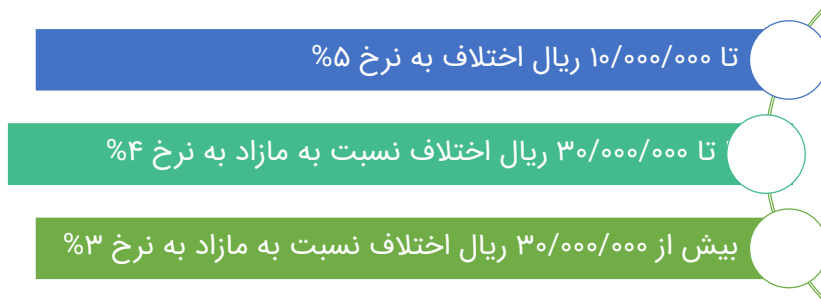 تا ۱۰/۰۰۰/۰۰۰ ریال اختلاف به نرخ ۵%
تا ۳۰/۰۰۰/۰۰۰ ریال اختلاف نسبت به مازاد به نرخ ۴%
بیش از ۳۰/۰۰۰/۰۰۰ ریال اختلاف نسبت به مازاد به نرخ ۳%